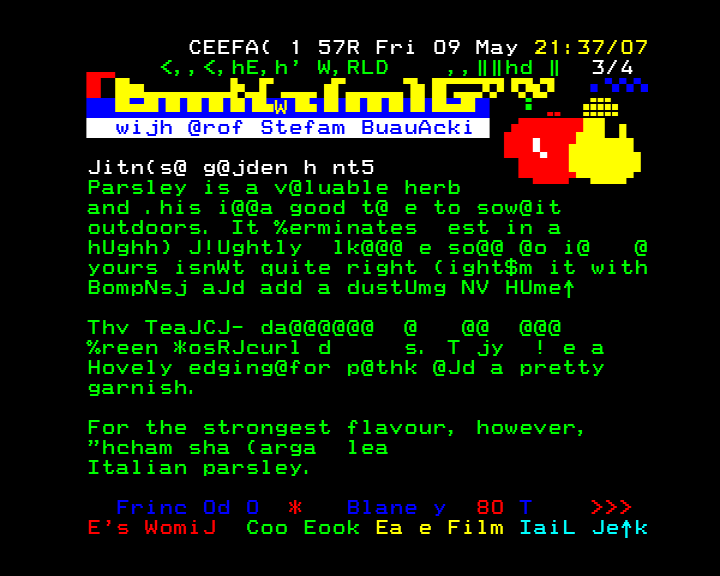 CEEFA( 1 57R Fri 09 May 21:37/07
<,,<,hE,h' W,RLD ,,‖‖hd ‖ 3/4
W
wijh @rof Stefam BuauAcki
Jitn(s@ g@jden h nt5
Parsley is a v@luable herb
and .his i@@a good t@ e to sow@it
outdoors. It %erminates est in a
hUghh) J!Ughtly lk@@@ e so@@ @o i@ @
yours isnWt quite right (ight$m it with
BompNsj aJd add a dustUmg NV HUme↑
Thv TeaJCJ- da@@@@@@ @ @@ @@@
%reen *osRJcurl d s. T jy ! e a
Hovely edging@for p@thk @Jd a pretty
garnish.
For the strongest flavour, however,
"hcham sha (arga lea
Italian parsley.
Frinc Od O * Blane y 80 T >>>
E's WomiJ Coo Eook Ea e Film IaiL Je↑k